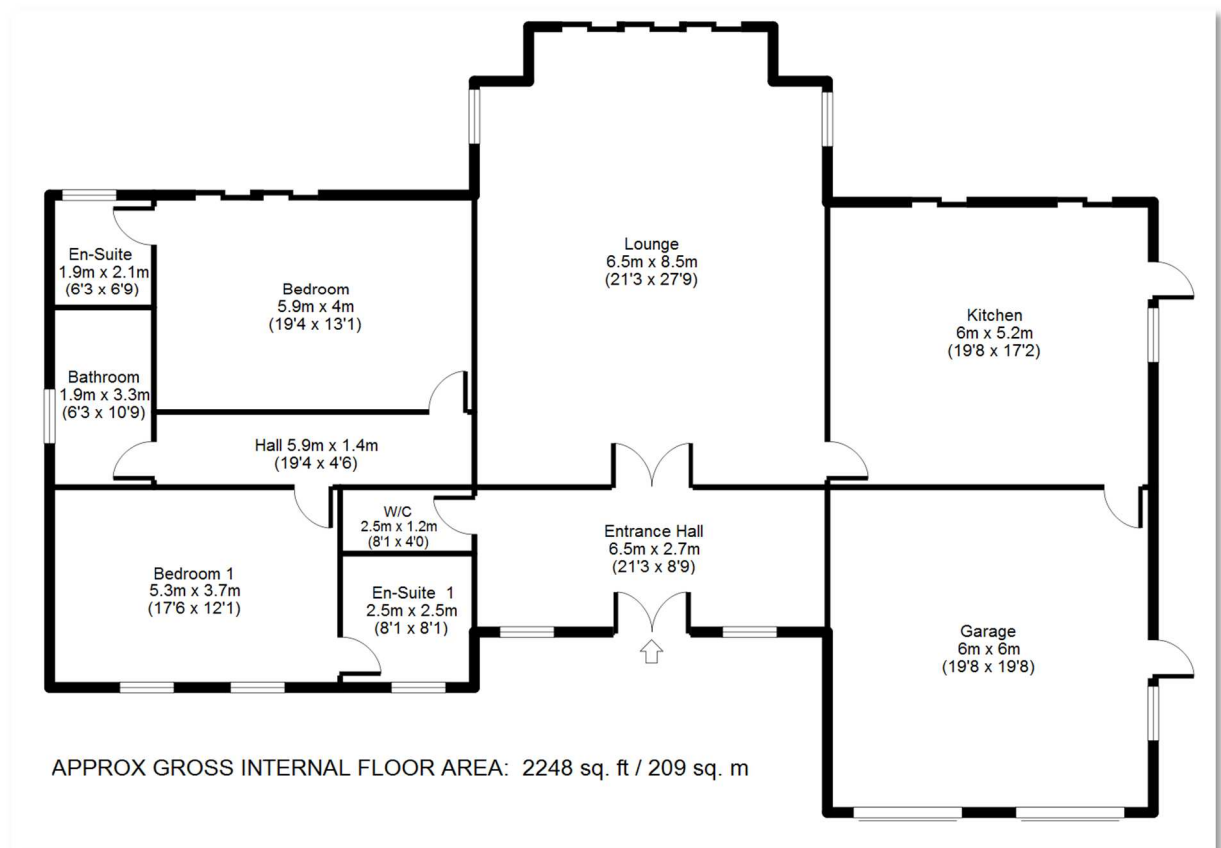 En-Suite
1.9m x 2.1m
(6'3 x 6'9)
Bedroom
5.9m x 4m
(19'4 x 13'1)
Lounge
6.5m x 8.5m
(21'3 x 27'9)
Kitchen
6m x 5.2m
(19'8 x 17'2)
Bathroom
1.9m x 3.3m
(6'3 x 10'9)
Hall 5.9m x 1.4m
(19'4 x 4'6)
W/C
2.5m x 1.2m
(8'1 x 4'0)
Entrance Hall
6.5m x 2.7m
(21'3 x 8'9)
Bedroom 1
5.3m x 3.7m
(17'6 x 12'1)
En-Suite 1
2.5m x 2.5m
(8'1 x 8'1)
Garage
6m x 6m
(19'8 x 19'8)
APPROX GROSS INTERNAL FLOOR AREA: 2248 sq. ft / 209 sq. m